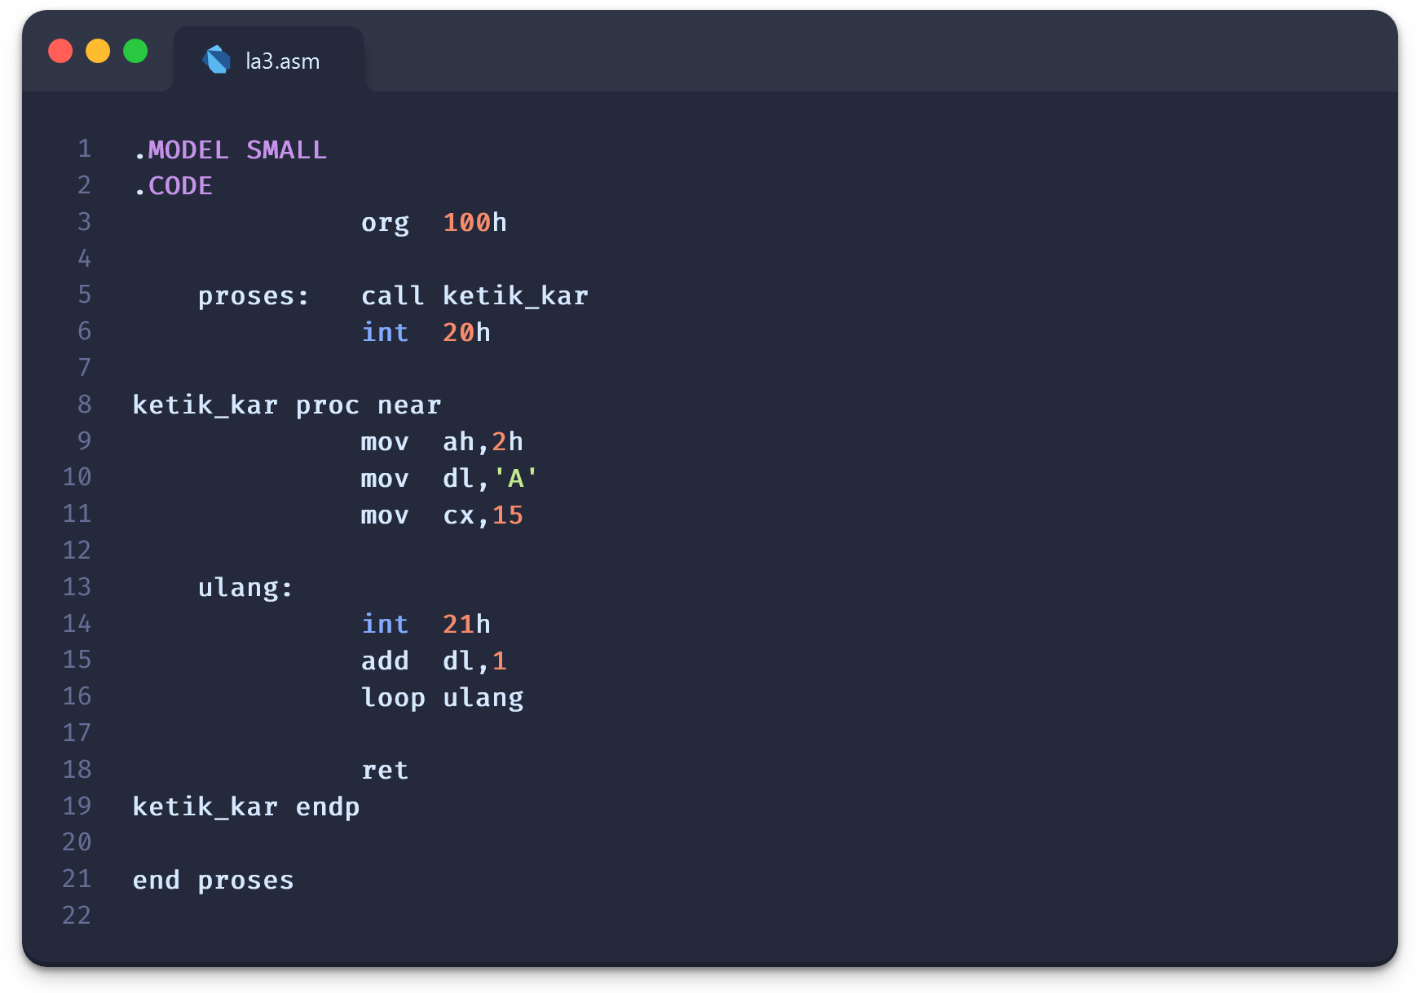 la3.asm
1 .MODEL SMALL
2 .CODE
3 org 100h
4
5 proses: call ketik_kar
6 int 20h
7
8 ketik_kar proc near
9 mov ah,2h
10 mov dl,'A'
11 mov cx,15
12
13 ulang:
14 int 21h
15 add dl,1
16 loop ulang
17
18 ret
19 ketik_kar endp
20
21 end proses
22